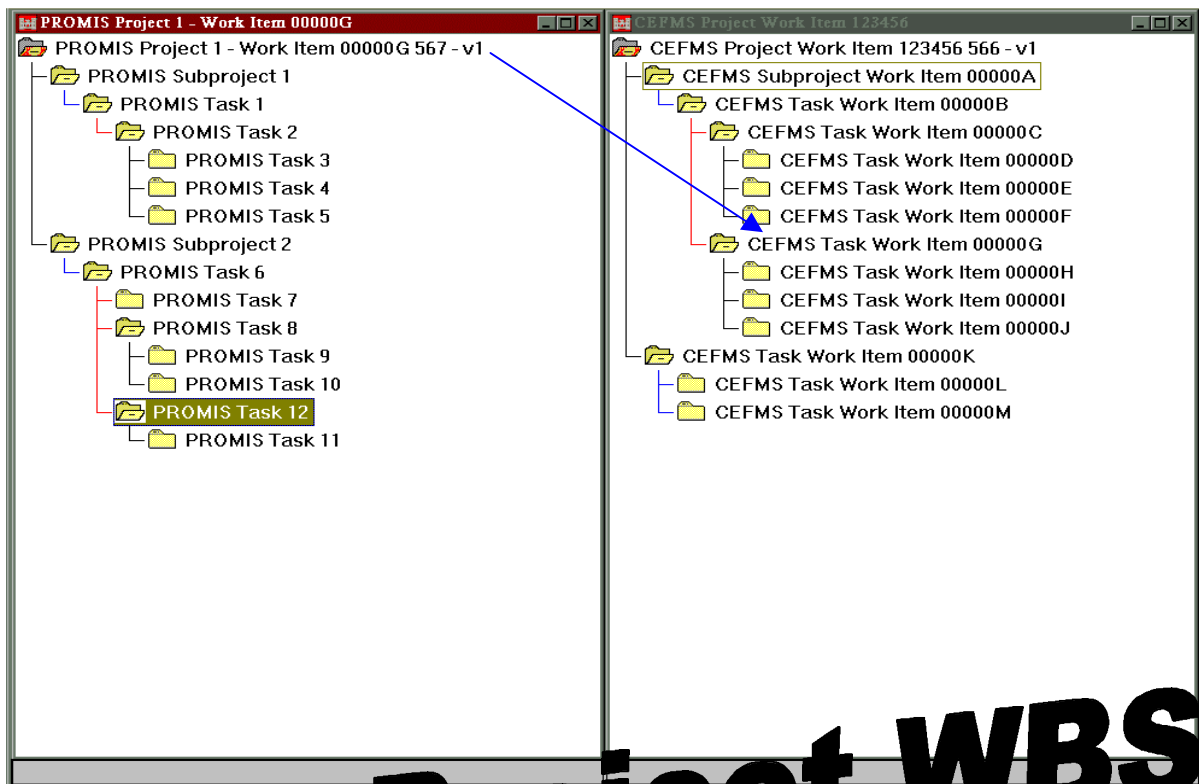 PROMIS Project 1 - Work Item 00000G
PROMIS Project 1 - Work Item 00000G 567 - v1
PROMIS Subproject 1
PROMIS Task 1
PROMIS Task 2
PROMIS Task 3
PROMIS Task 4
PROMIS Task 5
PROMIS Subproject 2
PROMIS Task 6
PROMIS Task 7
PROMIS Task 8
PROMIS Task 9
PROMIS Task 10
PROMIS Task 12
PROMIS Task 11
CEFMS Project Work Item 123456
CEFMS Project Work Item 123456 566 - v1
CEFMS Subproject Work Item 00000A
CEFMS Task Work Item 00000B
CEFMS Task Work Item 00000C
CEFMS Task Work Item 00000D
CEFMS Task Work Item 00000E
CEFMS Task Work Item 00000F
CEFMS Task Work Item 00000G
CEFMS Task Work Item 00000H
CEFMS Task Work Item 00000I
CEFMS Task Work Item 00000J
CEFMS Task Work Item 00000K
CEFMS Task Work Item 00000L
CEFMS Task Work Item 00000M
Project WBS